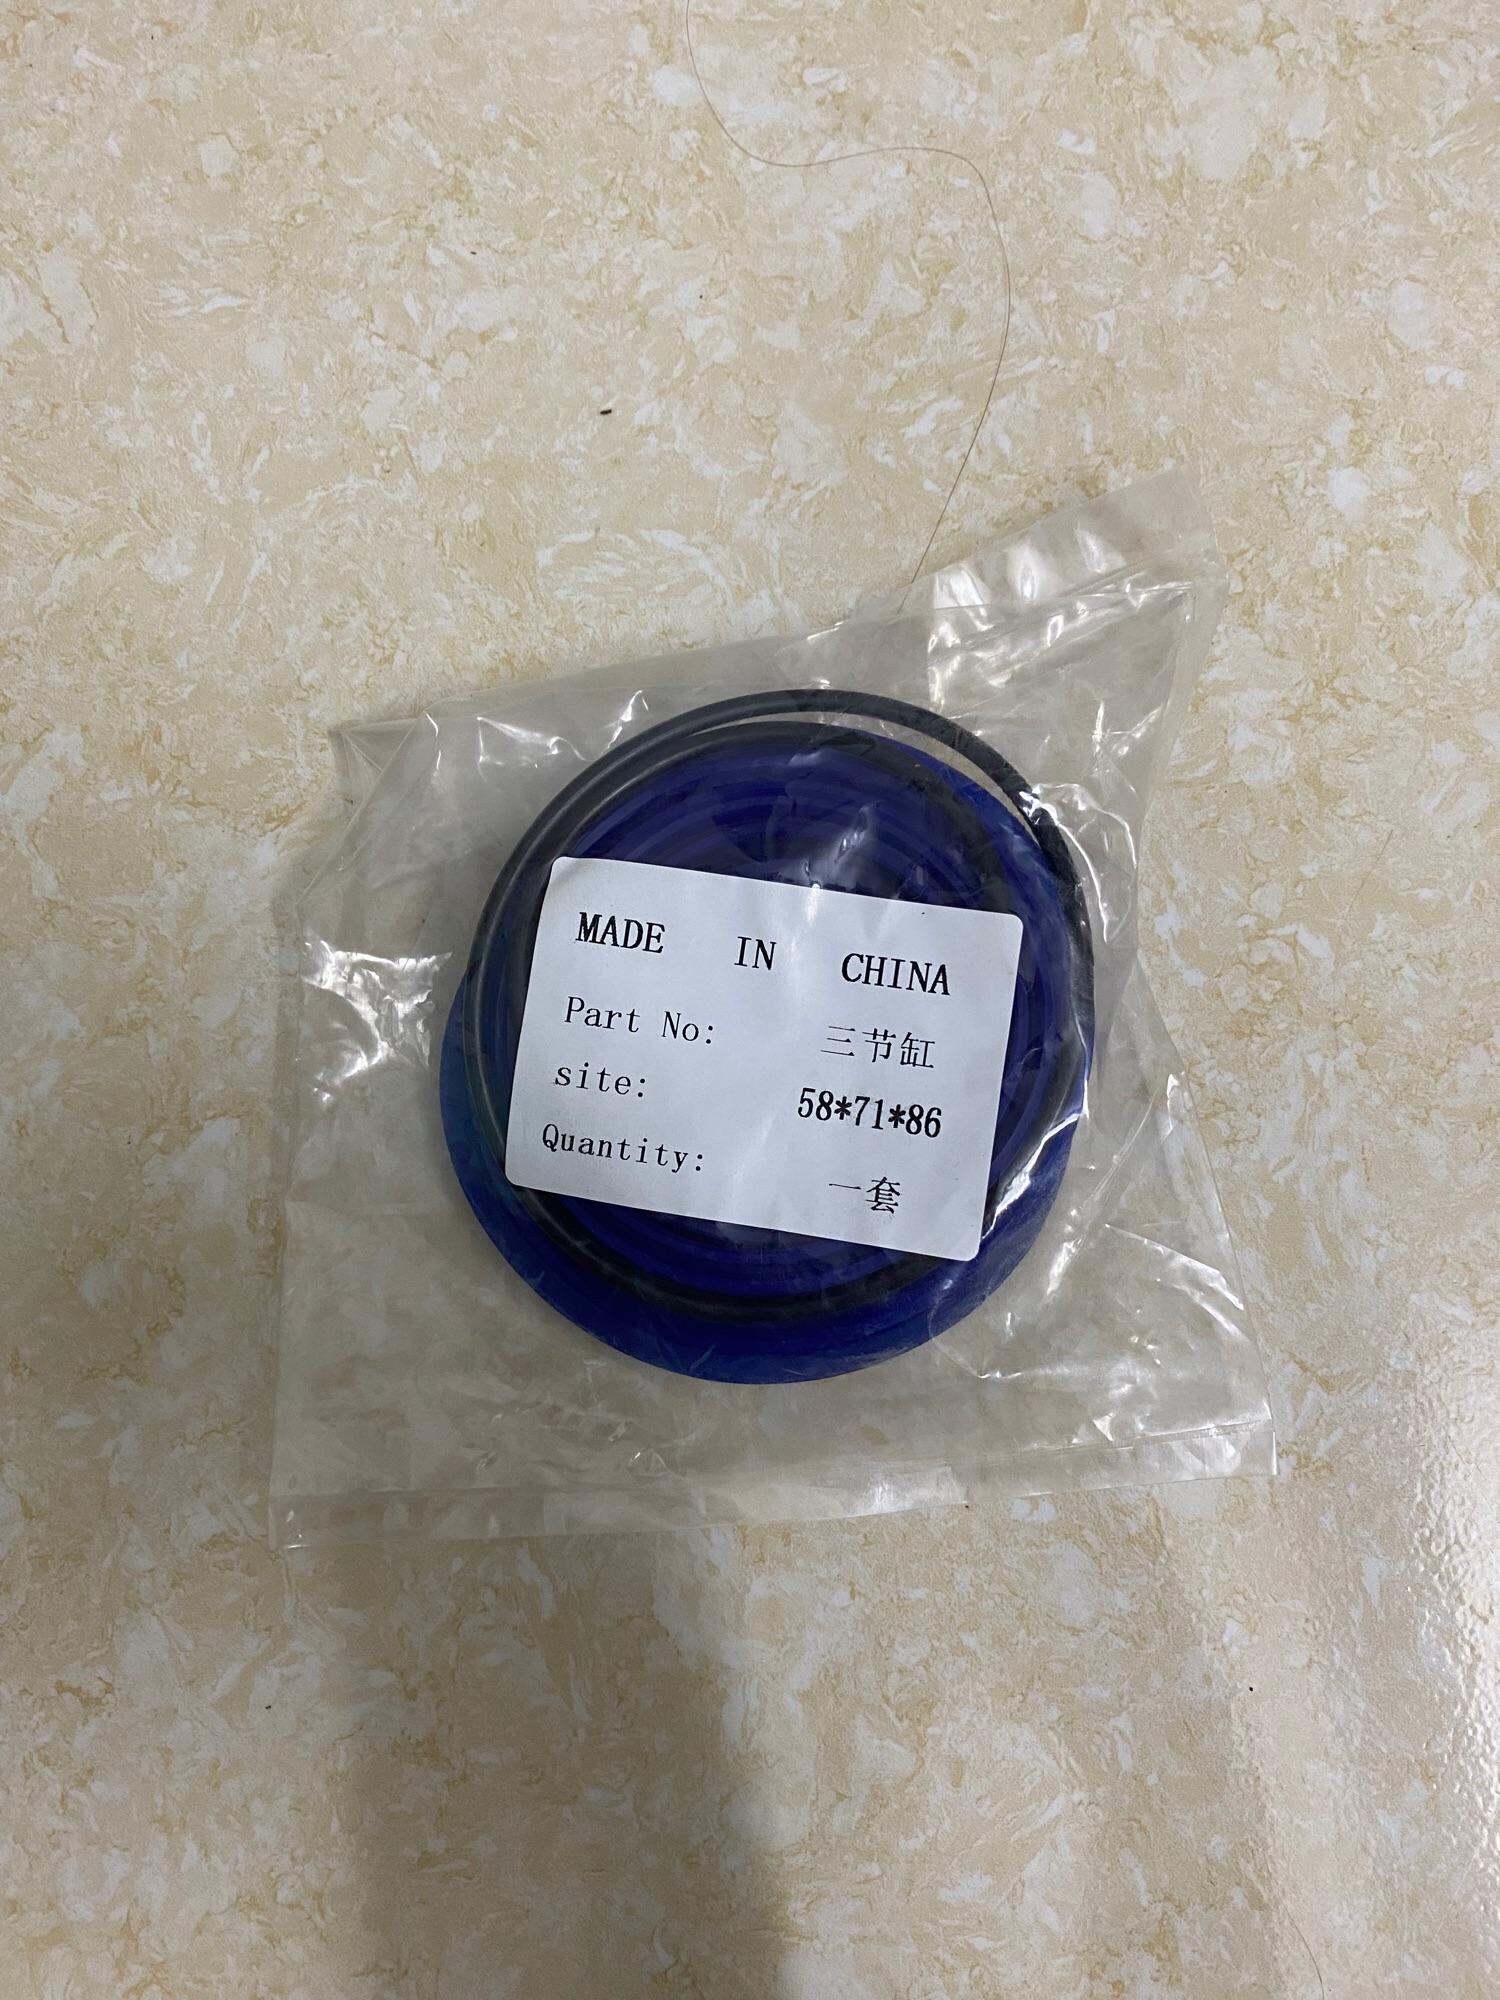 MADE IN CHINA
Part No: 三节缸
site: 58*71*86
Quantity: 一套